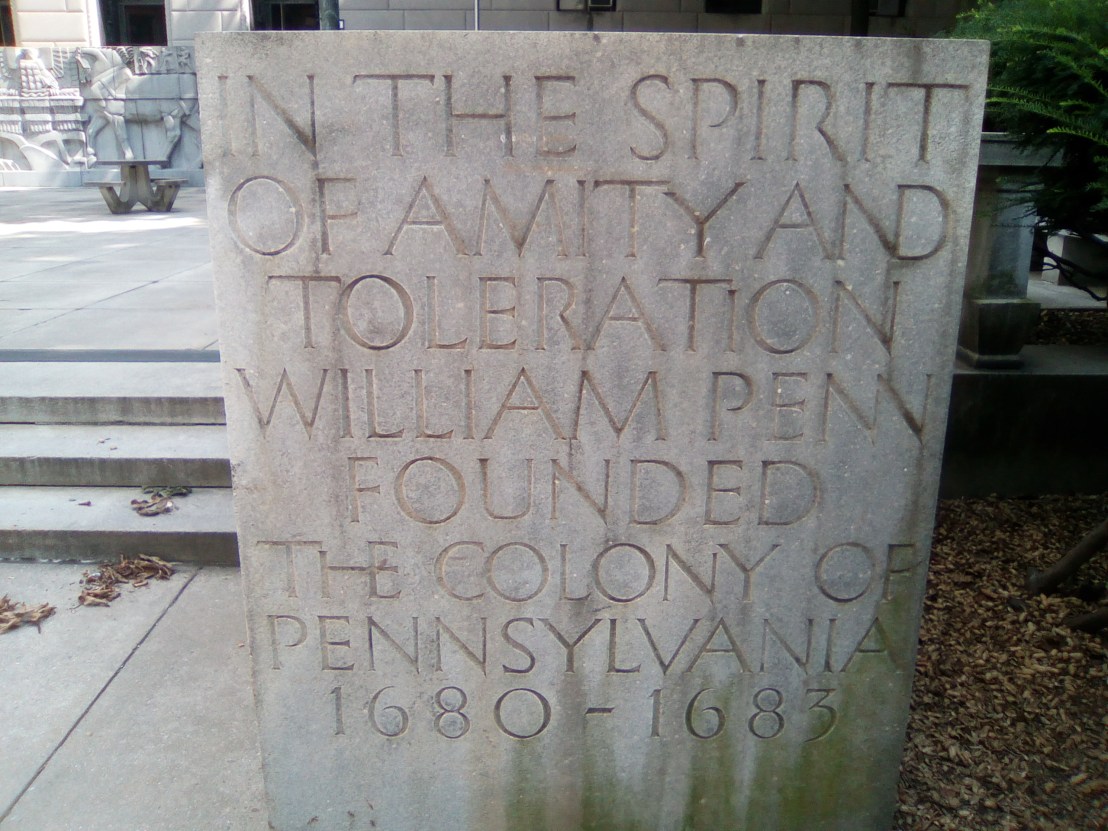 IN THE SPIRIT
OF AMITY AND
TOLERATION
WILLIAM PENN
FOUNDED
THE COLONY OF
PENNSYLVANIA
1680-1683